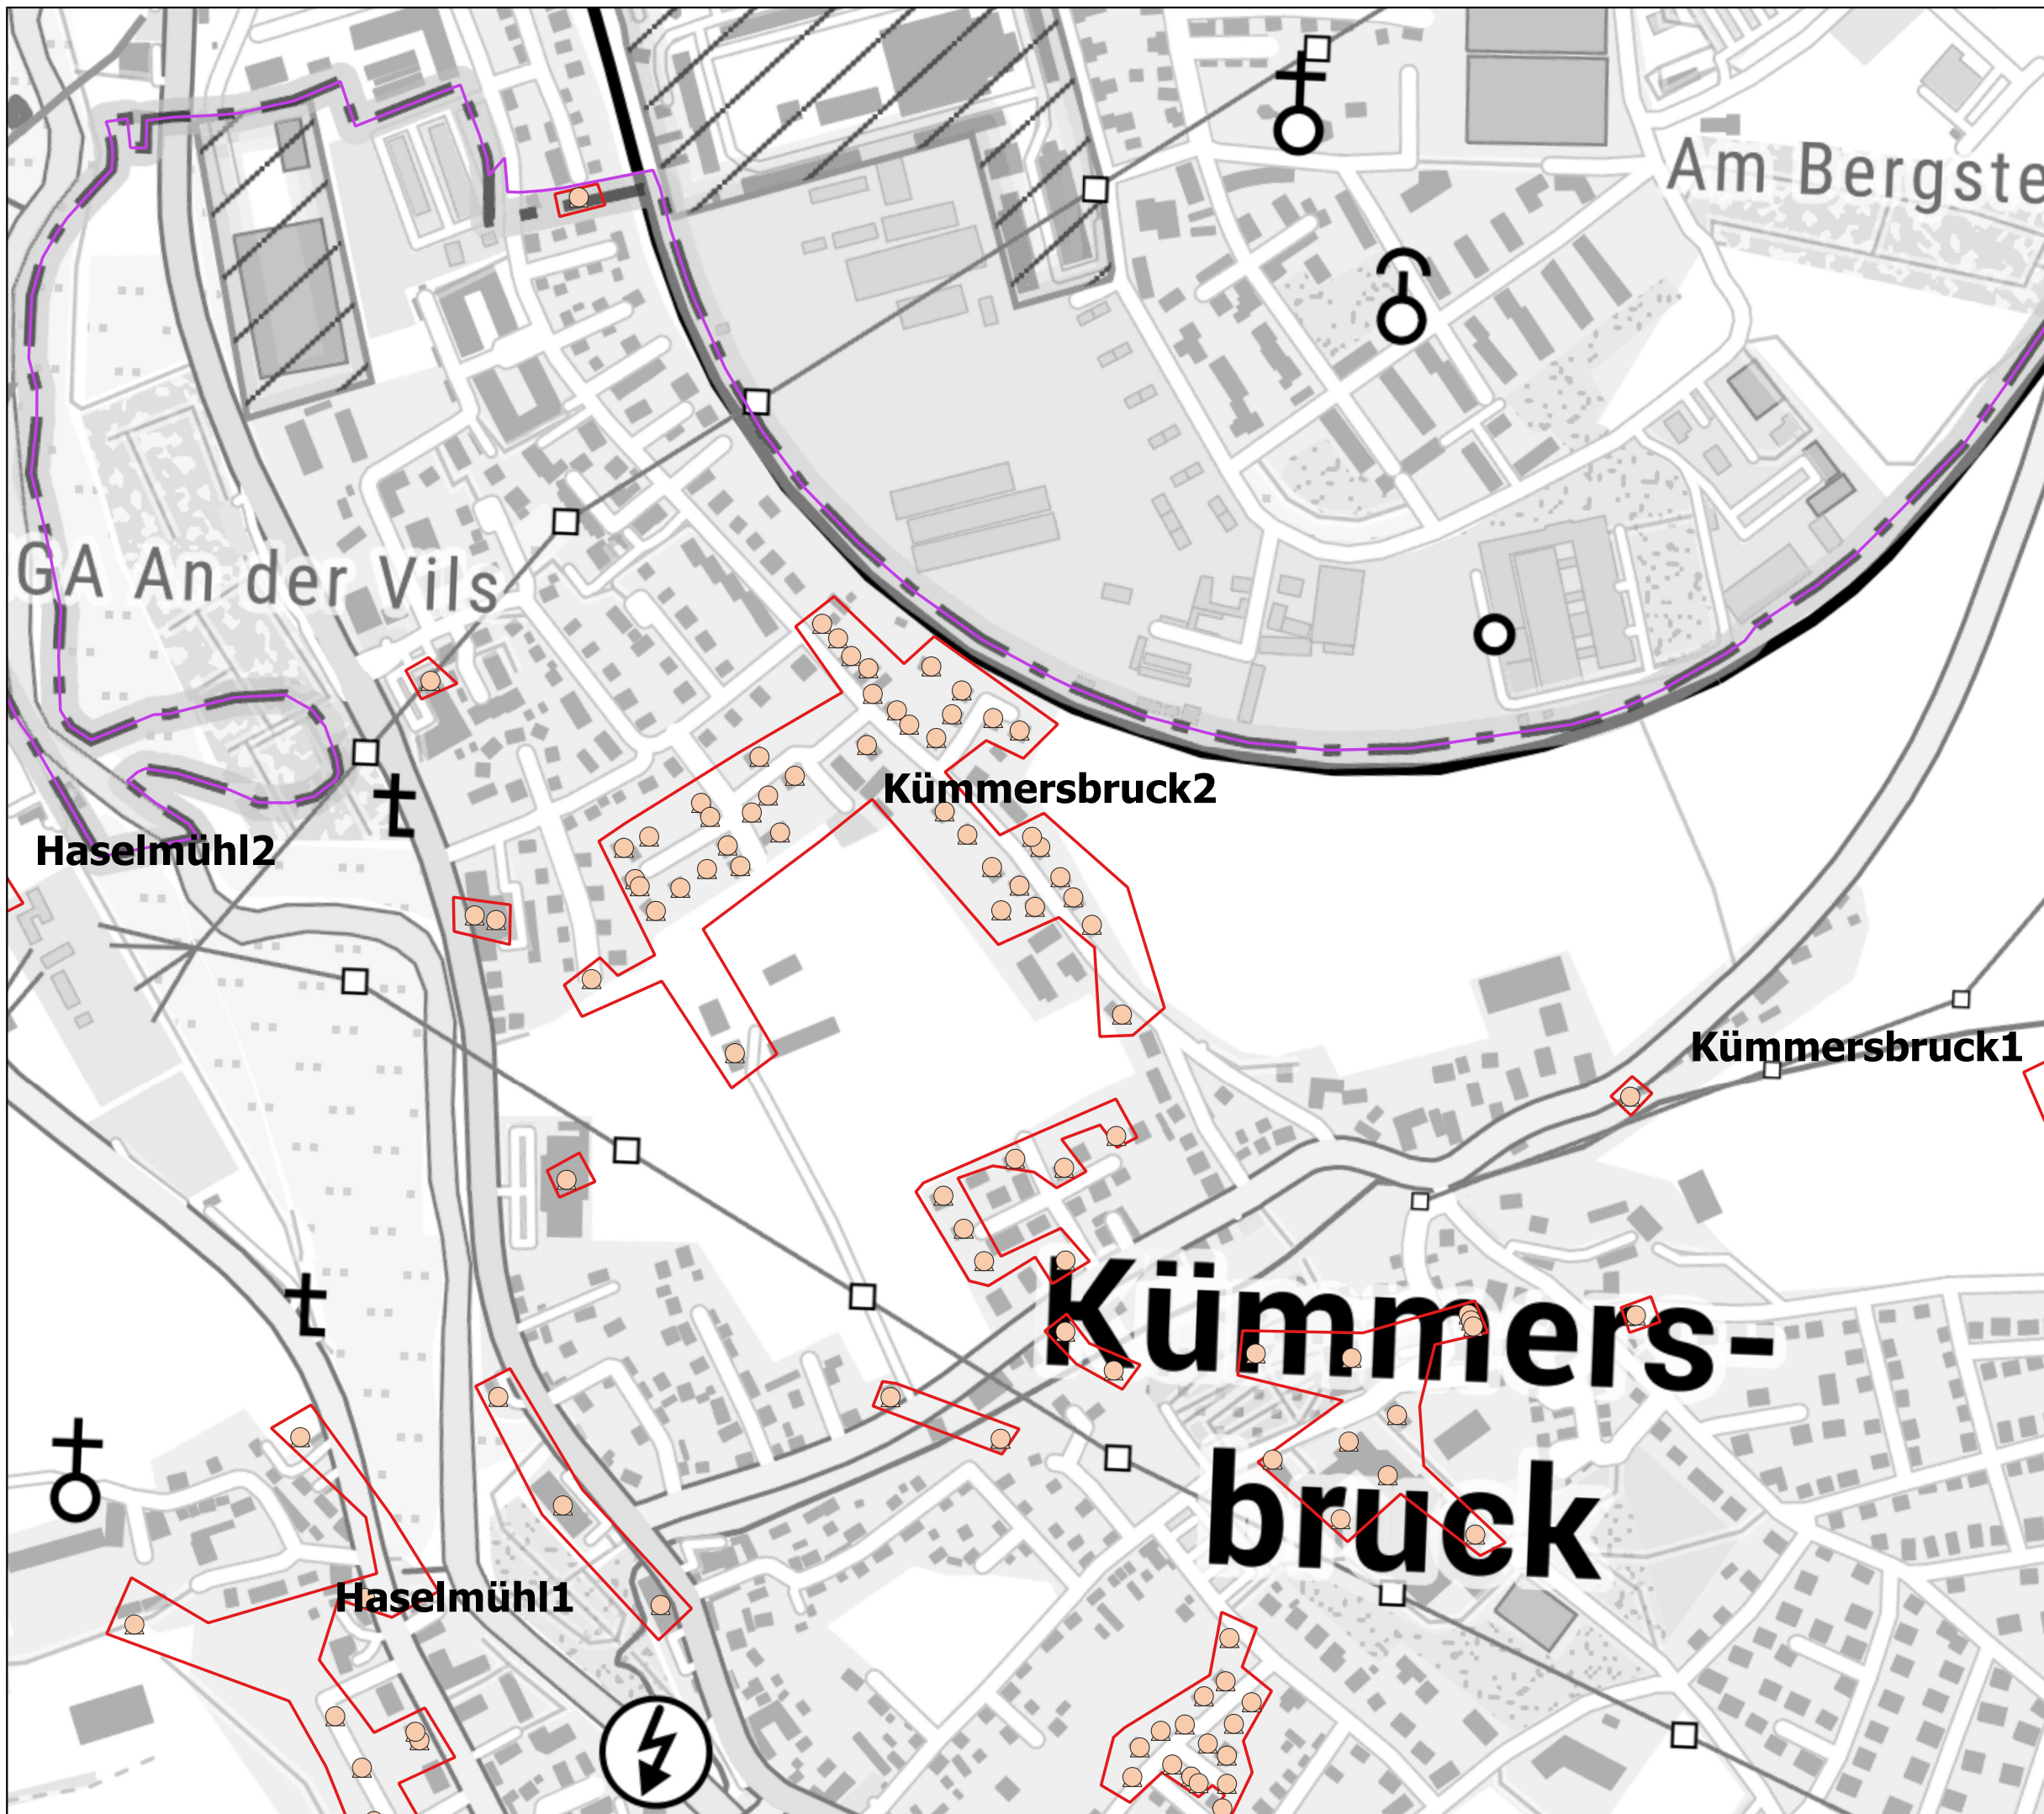 Am Bergste
GA An der Vils
Kümmersbruck2
Haselmühl2
Kümmersbruck1
Kümmers-
bruck
Haselmühl1